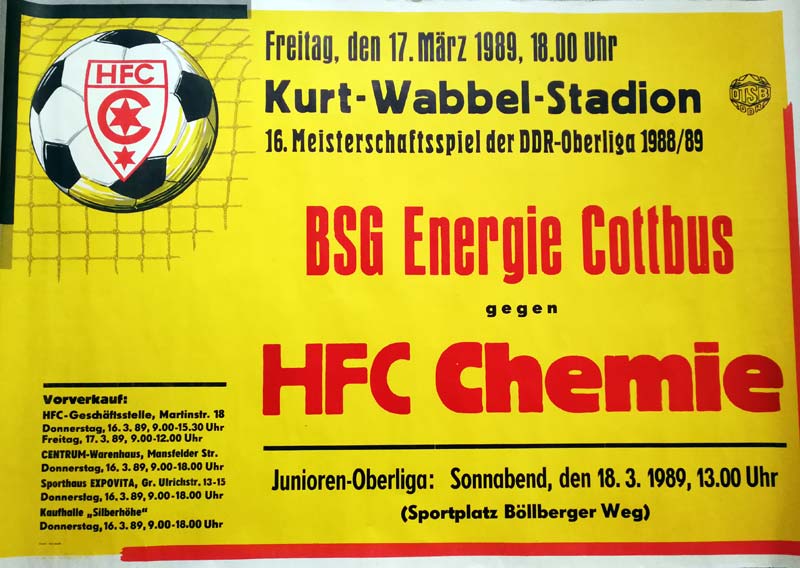 HFC
C
Freitag, den 17. März 1989, 18.00 Uhr
Kurt-Wabbel-Stadion
DTSB
DDR
16. Meisterschaftsspiel der DDR-Oberliga 1988/89
BSG Energie Cottbus
gegen
HFC Chemie
Vorverkauf:
HFC-Geschäftsstelle, Martinstr. 18
Donnerstag, 16. 3. 89, 9.00-15.30 Uhr
Freitag, 17. 3. 89, 9.00-12.00 Uhr
CENTRUM-Warenhaus, Mansfelder Str.
Donnerstag, 16. 3. 89, 9.00-18.00 Uhr
Sporthaus EXPOVITA, Gr. Ulrichstr. 13-15
Donnerstag, 16. 3. 89, 9.00-18.00 Uhr
Kaufhalle „Silberhöhe"
Donnerstag, 16. 3. 89, 9.00-18.00 Uhr
Junioren-Oberliga: Sonnabend, den 18. 3. 1989, 13.00 Uhr
(Sportplatz Böllberger Weg)